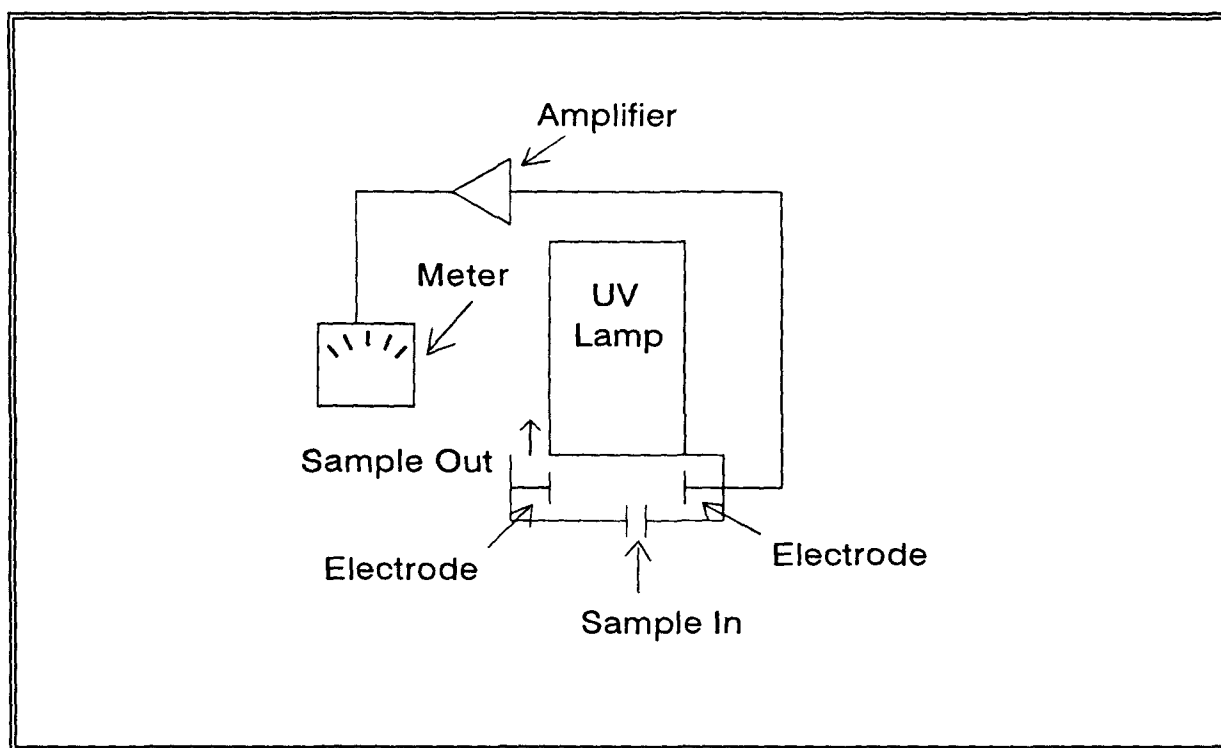 Amplifier
Meter
UV
Lamp
Sample Out
Electrode
Electrode
Sample In